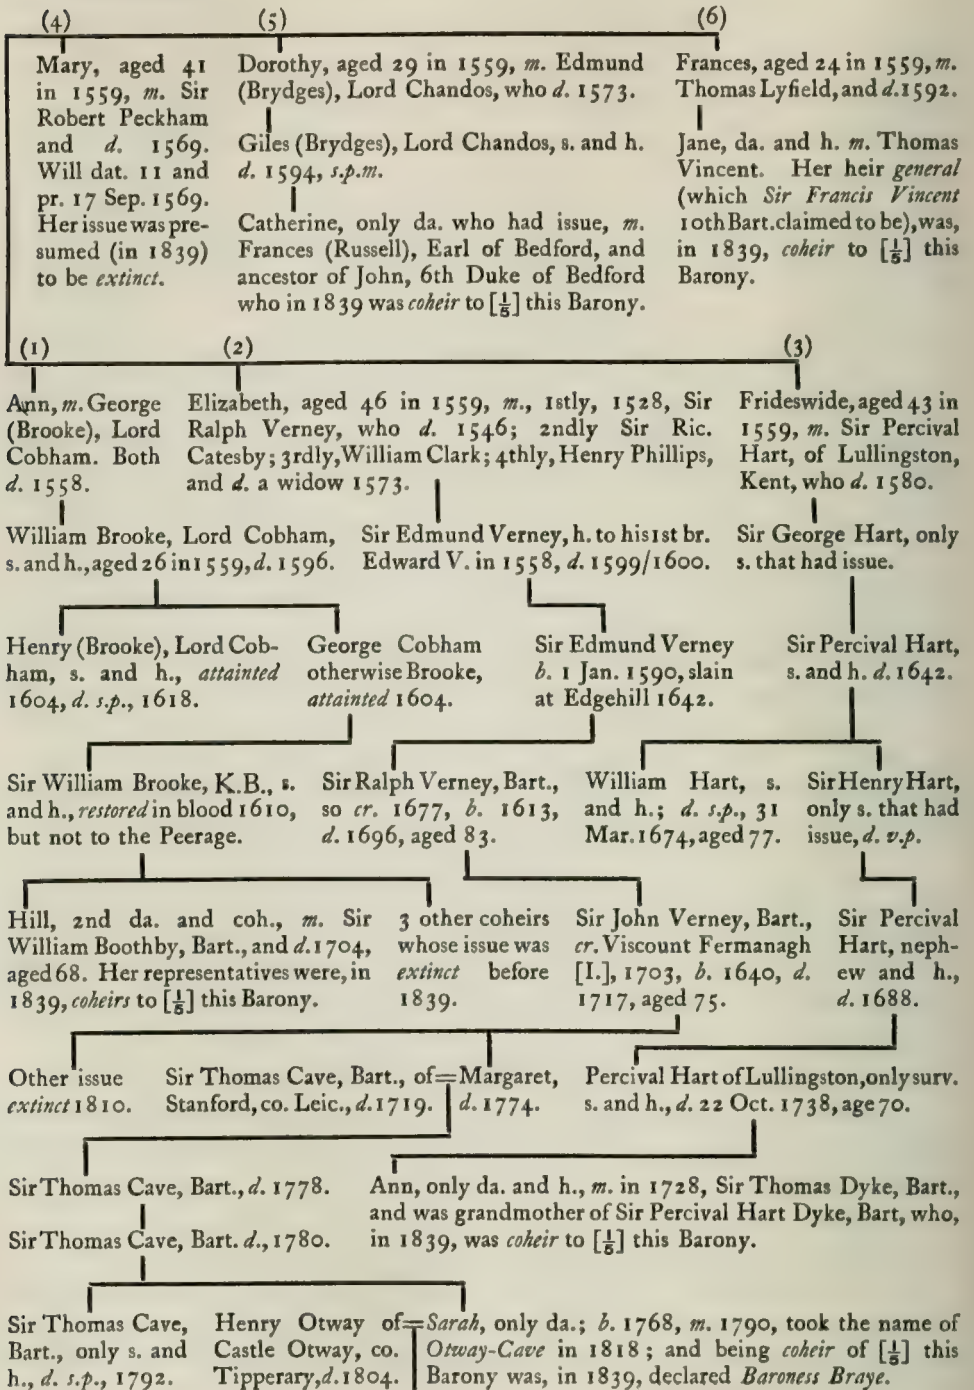 (4) (5) (6)
Mary, aged 41
in 1559, m. Sir
Robert Peckham
and d. 1569.
Will dat. 11 and
pr. 17 Sep. 1569.
Her issue was pre-
sumed (in 1839)
to be extinct.
Dorothy, aged 29 in 1559, m. Edmund
(Brydges), Lord Chandos, who d. 1573.
Giles (Brydges), Lord Chandos, s. and h.
d. 1594, s.p.m.
Catherine, only da. who had issue, m.
Frances (Russell), Earl of Bedford, and
ancestor of John, 6th Duke of Bedford
who in 1839 was coheir to [⅕] this Barony.
Frances, aged 24 in 1559, m.
Thomas Lyfield, and d. 1592.
Jane, da. and h. m. Thomas
Vincent. Her heir general
(which Sir Francis Vincent
10th Bart. claimed to be), was,
in 1839, coheir to [⅕] this
Barony.
(1) (2) (3)
Ann, m. George
(Brooke), Lord
Cobham. Both
d. 1558.
Elizabeth, aged 46 in 1559, m., 1stly, 1528, Sir
Ralph Verney, who d. 1546; 2ndly Sir Ric.
Catesby; 3rdly, William Clark; 4thly, Henry Phillips,
and d. a widow 1573.
Frideswide, aged 43 in
1559, m. Sir Percival
Hart, of Lullingston,
Kent, who d. 1580.
William Brooke, Lord Cobham,
s. and h., aged 26 in 1559, d. 1596.
Sir Edmund Verney, h. to his 1st br.
Edward V. in 1558, d. 1599/1600.
Sir George Hart, only
s. that had issue.
Henry (Brooke), Lord Cob-
ham, s. and h., attainted
1604, d. s.p., 1618.
George Cobham
otherwise Brooke,
attainted 1604.
Sir Edmund Verney
b. 1 Jan. 1590, slain
at Edgehill 1642.
Sir Percival Hart,
s. and h. d. 1642.
Sir William Brooke, K.B., s.
and h., restored in blood 1610,
but not to the Peerage.
Sir Ralph Verney, Bart.,
so cr. 1677, b. 1613,
d. 1696, aged 83.
William Hart, s.
and h.; d. s.p., 31
Mar. 1674, aged 77.
Sir Henry Hart,
only s. that had
issue, d. v.p.
Hill, 2nd da. and coh., m. Sir
William Boothby, Bart., and d. 1704,
aged 68. Her representatives were, in
1839, coheirs to [⅕] this Barony.
3 other coheirs
whose issue was
extinct before
1839.
Sir John Verney, Bart.,
cr. Viscount Fermanagh
[I.], 1703, b. 1640, d.
1717, aged 75.
Sir Percival
Hart, neph-
ew and h.,
d. 1688.
Other issue
extinct 1810.
Sir Thomas Cave, Bart., of=Margaret,
Stanford, co. Leic., d. 1719. d. 1774.
Percival Hart of Lullingston, only surv.
s. and h., d. 22 Oct. 1738, age 70.
Sir Thomas Cave, Bart., d. 1778.
Sir Thomas Cave, Bart. d., 1780.
Ann, only da. and h., m. in 1728, Sir Thomas Dyke, Bart.,
and was grandmother of Sir Percival Hart Dyke, Bart, who,
in 1839, was coheir to [⅕] this Barony.
Sir Thomas Cave,
Bart., only s. and
h., d. s.p., 1792.
Henry Otway of=Sarah, only da.; b. 1768, m. 1790, took the name of
Castle Otway, co. Otway-Cave in 1818; and being coheir of [⅕] this
Tipperary, d. 1804. Barony was, in 1839, declared Baroness Braye.